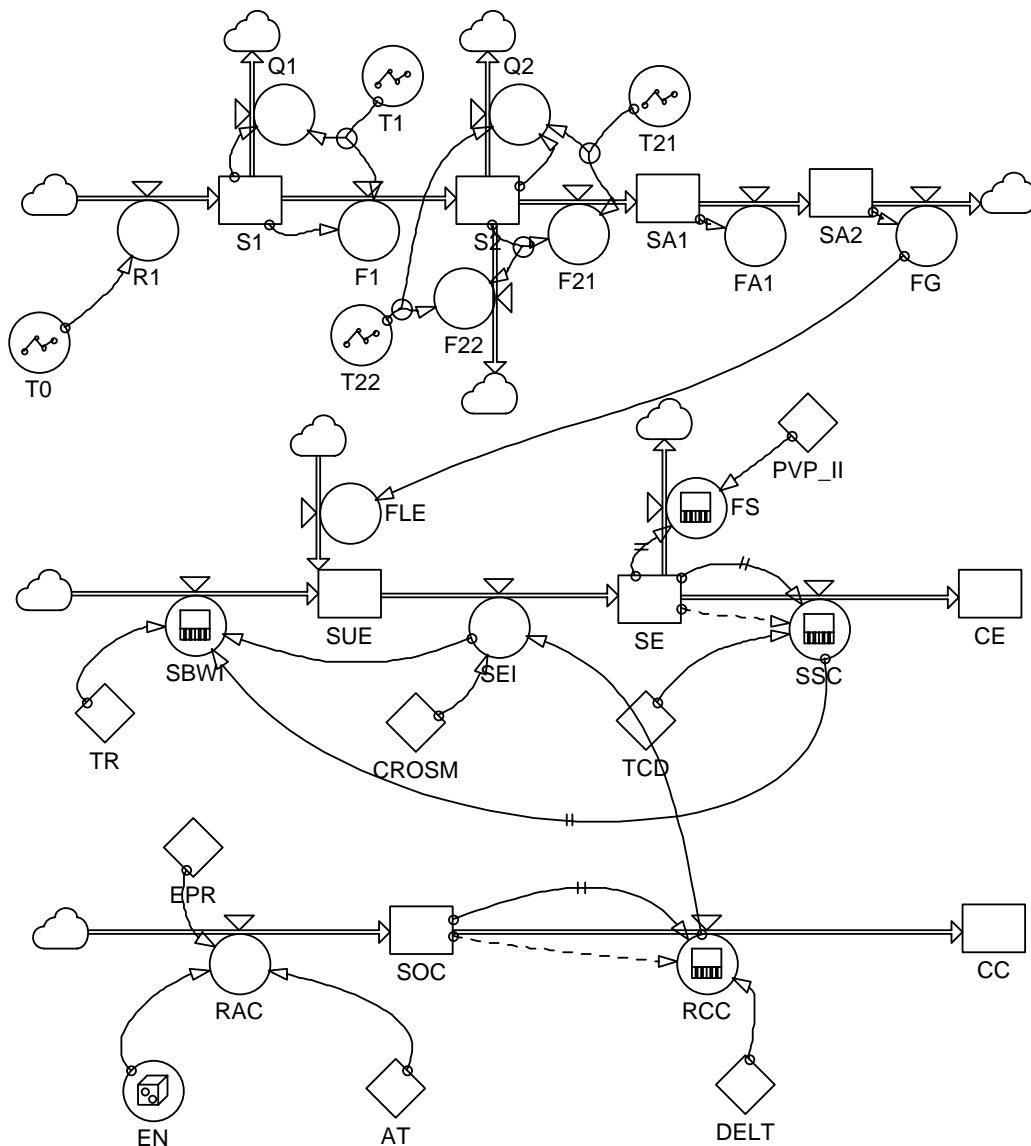 Q1
Q2
T1
T21
S1
S2
SA1
SA2
R1
F1
F21
FA1
FG
F22
T0
T22
PVP_II
FLE
FS
SUE
SE
CE
SBWI
SEI
SSC
TR
CROSM
TCD
EPR
SOC
CC
RAC
RCC
EN
AT
DELT